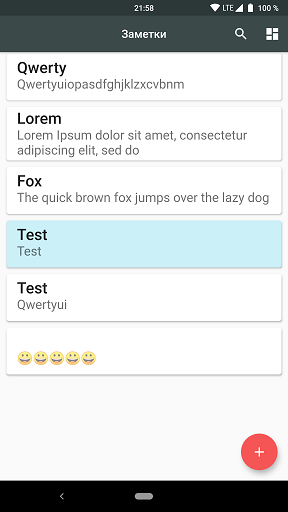 21:58
LTE
100 %
Заметки
Qwerty
Qwertyuiopasdfghjklzxcvbnm
Lorem
Lorem Ipsum dolor sit amet, consectetur
adipiscing elit, sed do
Fox
The quick brown fox jumps over the lazy dog
Test
Test
Test
Qwertyui
😀😀😀😀😀